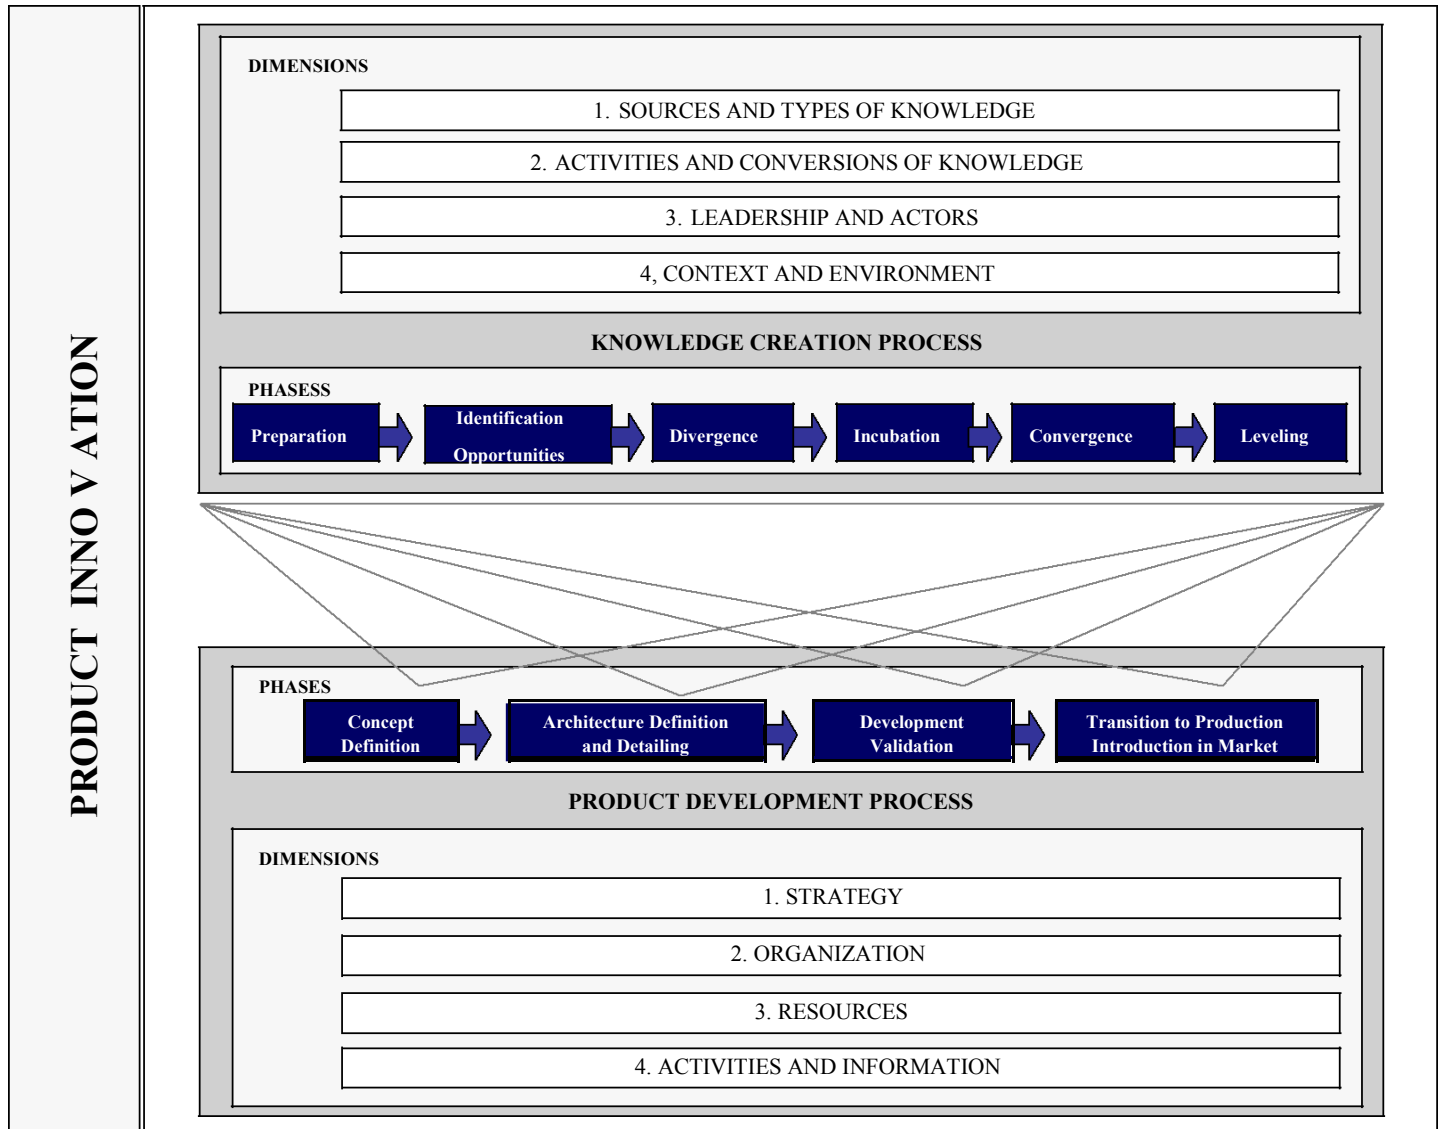 PRODUCT INNO V ATION
DIMENSIONS
1. SOURCES AND TYPES OF KNOWLEDGE
2. ACTIVITIES AND CONVERSIONS OF KNOWLEDGE
3. LEADERSHIP AND ACTORS
4, CONTEXT AND ENVIRONMENT
KNOWLEDGE CREATION PROCESS
PHASESS
Preparation
Identification
Opportunities
Divergence
Incubation
Convergence
Leveling
PHASES
Concept
Definition
Architecture Definition
and Detailing
Development
Validation
Transition to Production
Introduction in Market
PRODUCT DEVELOPMENT PROCESS
DIMENSIONS
1. STRATEGY
2. ORGANIZATION
3. RESOURCES
4. ACTIVITIES AND INFORMATION